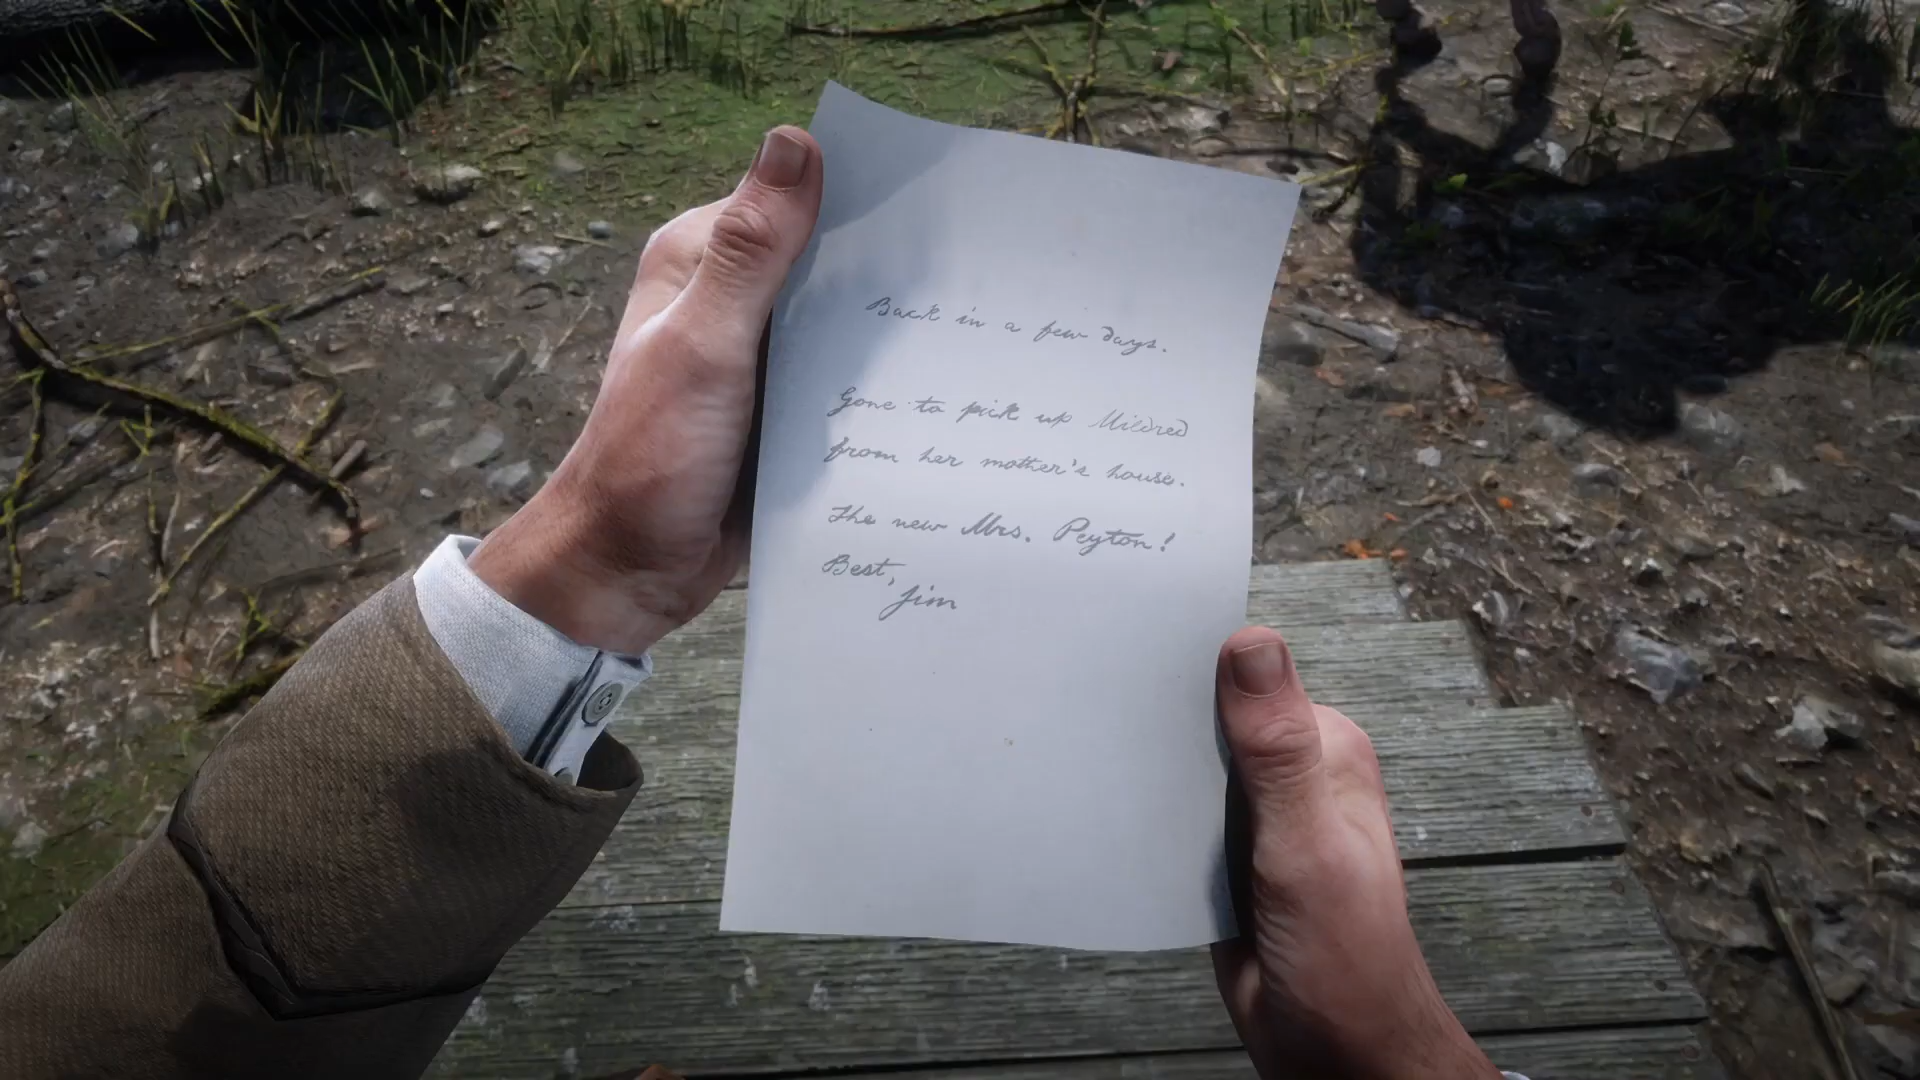 Back in a few days.
Gone to pick up Mildred
from her mother's house.
The new Mrs. Peyton!
Best,
Jim